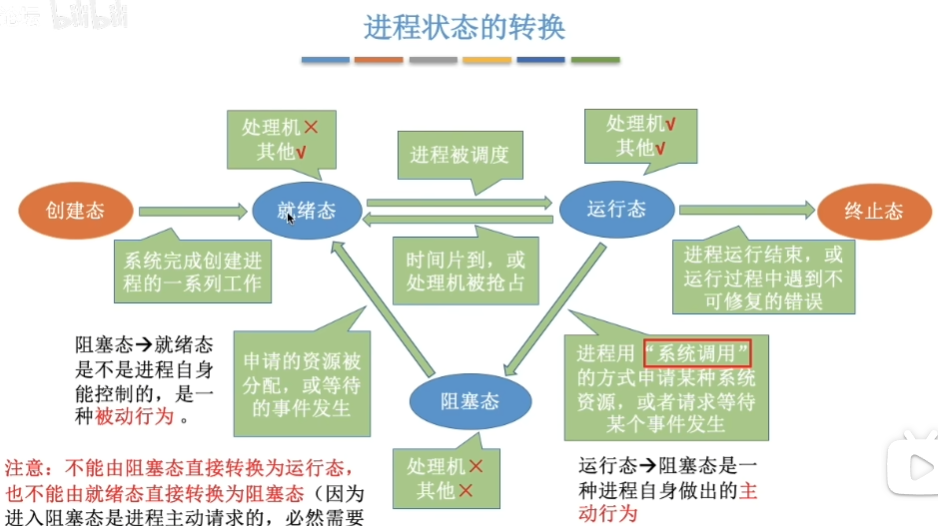 bilibili
进程状态的转换
处理机×
其他√
进程被调度
处理机√
其他√
创建态
就绪态
运行态
终止态
系统完成创建进
程的一系列工作
时间片到，或
处理机被抢占
进程运行结束，或
运行过程中遇到不
可修复的错误
阻塞态→就绪态
是不是进程自身
能控制的，是一
种被动行为。
申请的资源被
分配，或等待
的事件发生
进程用“系统调用”
的方式申请某种系统
资源，或者请求等待
某个事件发生
阻塞态
处理机×
其他×
运行态→阻塞态是一
种进程自身做出的主
动行为
注意：不能由阻塞态直接转换为运行态，
也不能由就绪态直接转换为阻塞态（因为
进入阻塞态是进程主动请求的，必然需要